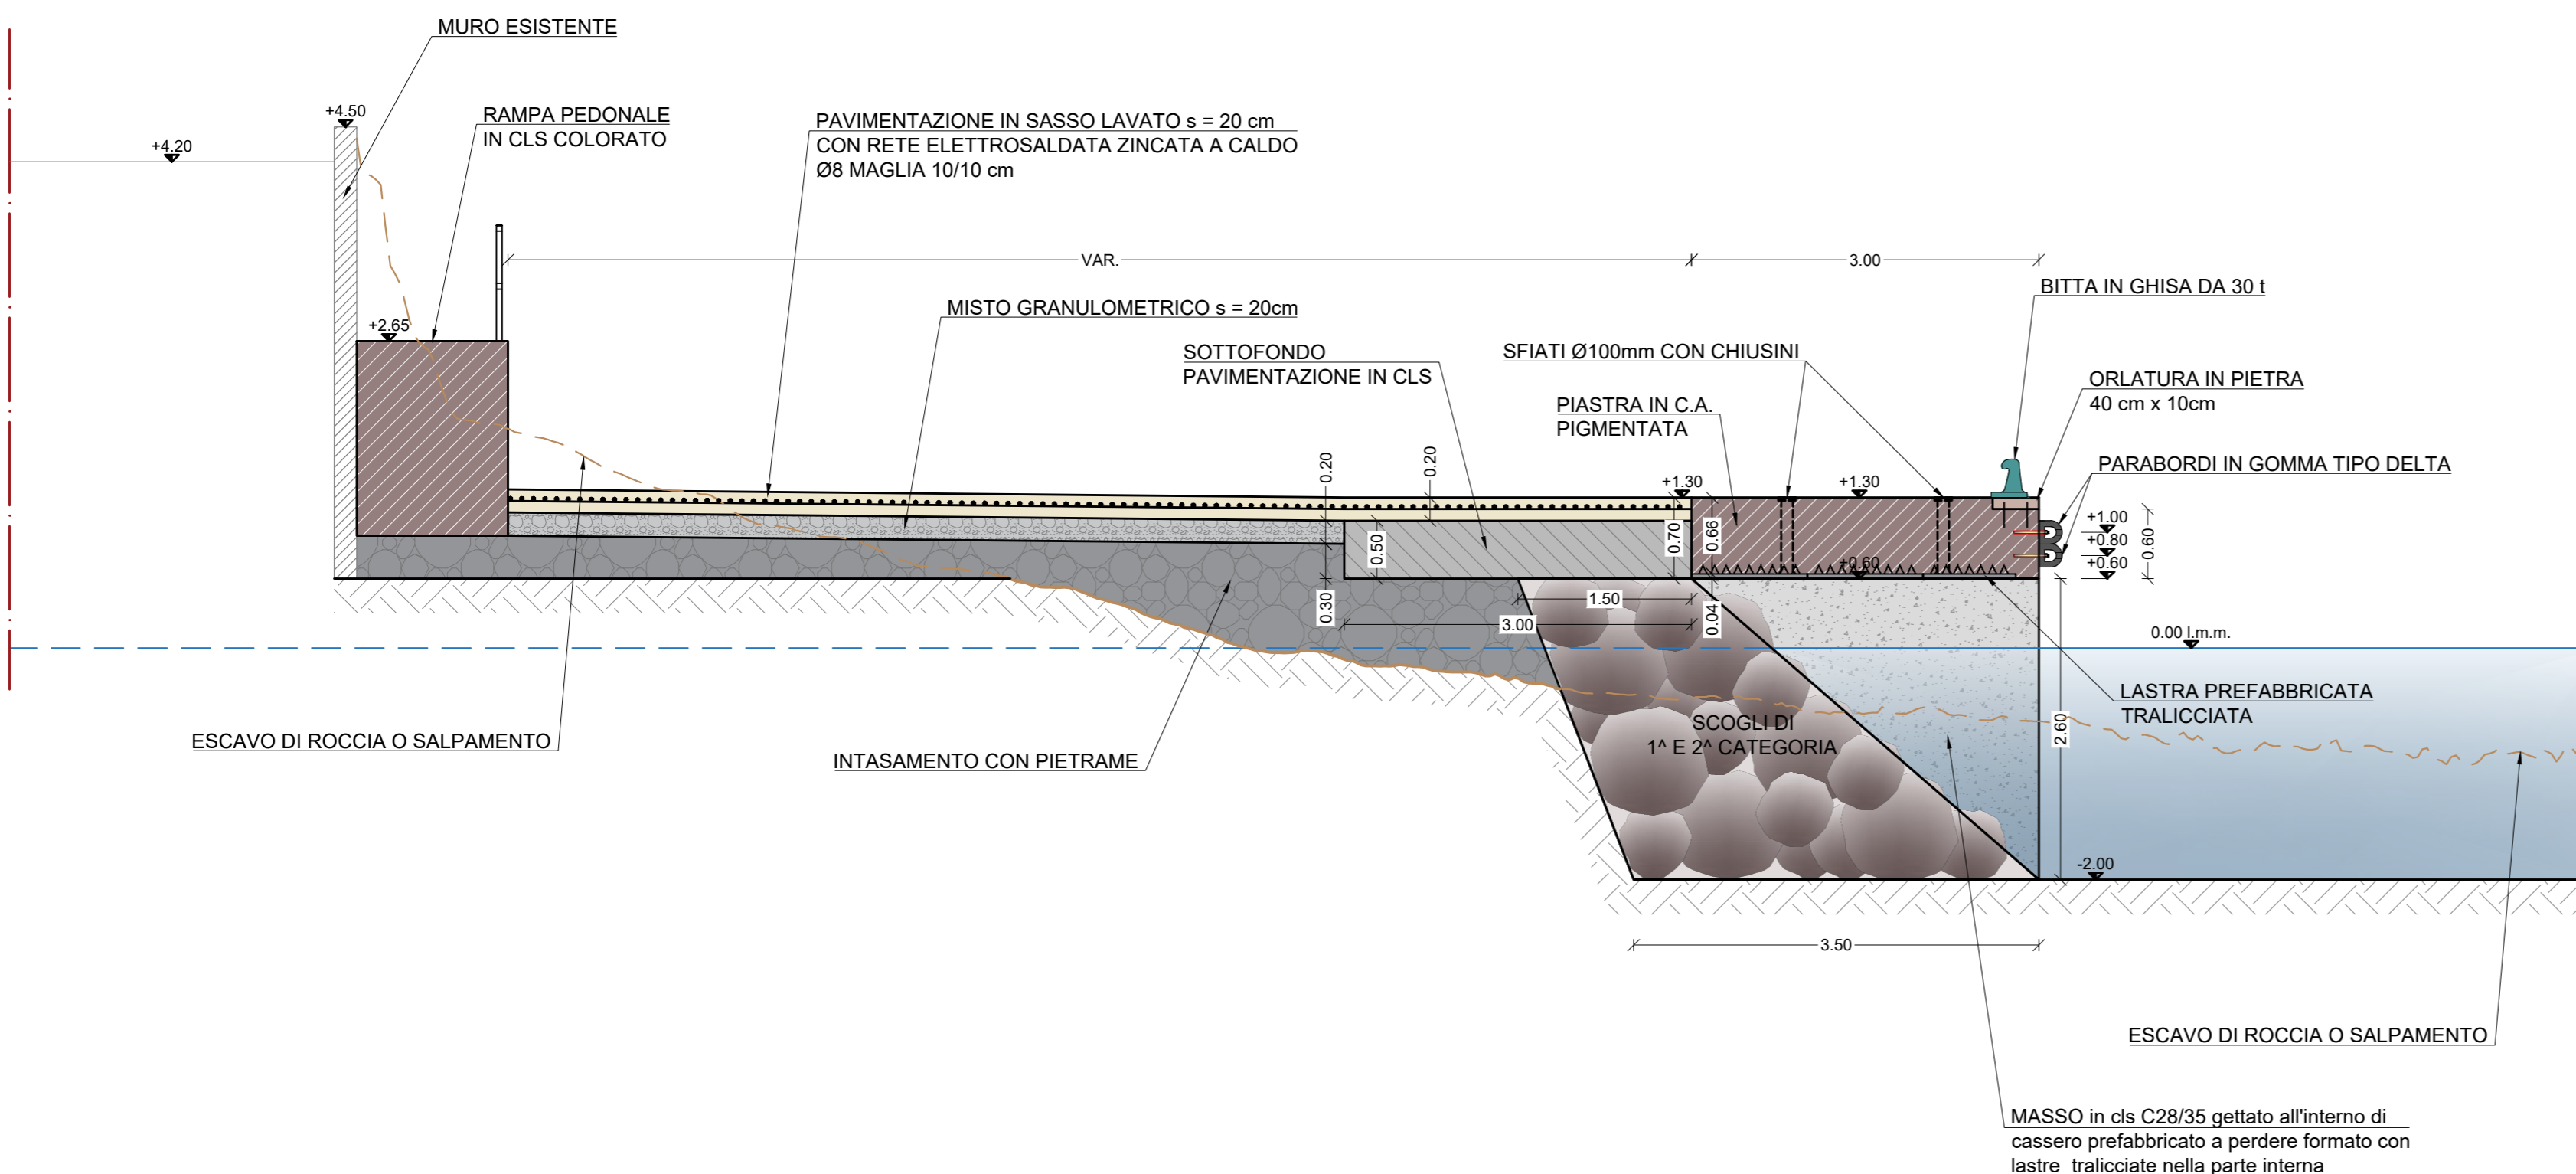 MURO ESISTENTE
+4.50
RAMPA PEDONALE
IN CLS COLORATO
PAVIMENTAZIONE IN SASSO LAVATO s = 20 cm
CON RETE ELETTROSALDATA ZINCATA A CALDO
Ø8 MAGLIA 10/10 cm
+4.20
VAR.
3.00
BITTA IN GHISA DA 30 t
MISTO GRANULOMETRICO s = 20cm
+2.65
SOTTOFONDO
PAVIMENTAZIONE IN CLS
SFIATI Ø100mm CON CHIUSINI
ORLATURA IN PIETRA
40 cm x 10cm
PIASTRA IN C.A.
PIGMENTATA
PARABORDI IN GOMMA TIPO DELTA
0.20
0.20
+1.30
+1.30
+1.00
+0.80
+0.60
0.60
0.50
0.70
0.66
+0.60
0.30
1.50
3.00
0.04
0.00 l.m.m.
LASTRA PREFABBRICATA
TRALICCIATA
SCOGLI DI
1^ E 2^ CATEGORIA
2.60
ESCAVO DI ROCCIA O SALPAMENTO
INTASAMENTO CON PIETRAME
-2.00
3.50
ESCAVO DI ROCCIA O SALPAMENTO
MASSO in cls C28/35 gettato all'interno di
cassero prefabbricato a perdere formato con
lastre tralicciate nella parte interna